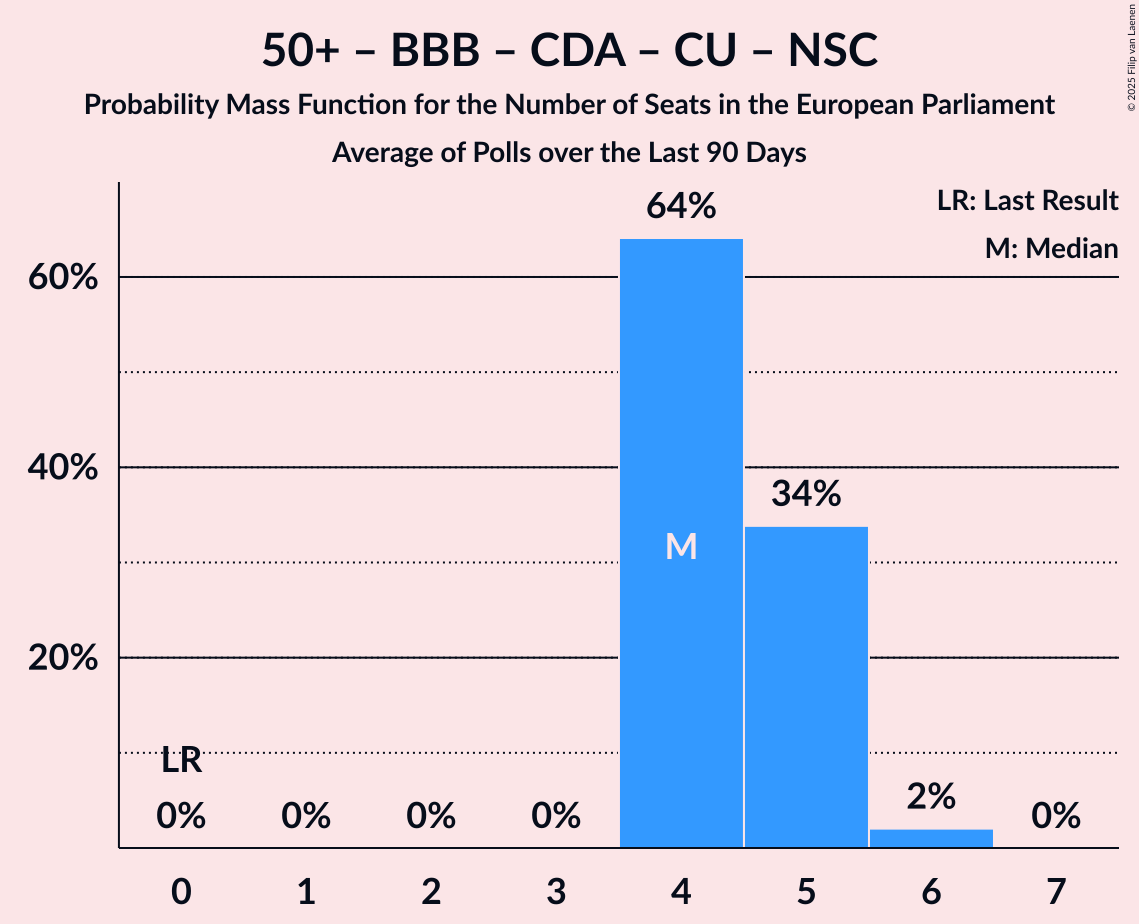 50+ – BBB – CDA – CU – NSC
Probability Mass Function for the Number of Seats in the European Parliament
Average of Polls over the Last 90 Days
© 2025 Filip van Laenen
LR: Last Result
M: Median
60%
40%
20%
64%
34%
M
LR
0%
0%
0%
0%
2%
0%
0
1
2
3
4
5
6
7